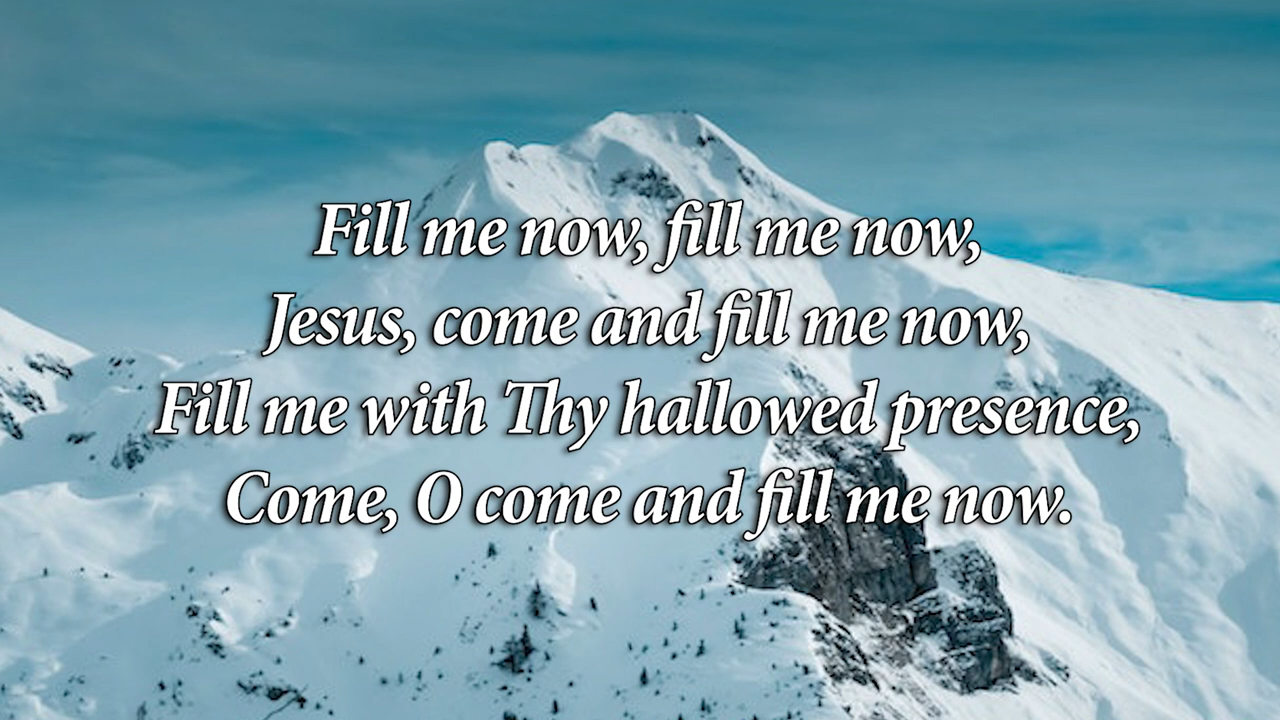 Fill me now, fill me now,
Jesus, come and fill me now,
Fill me with Thy hallowed presence,
Come, O come and fill me now.